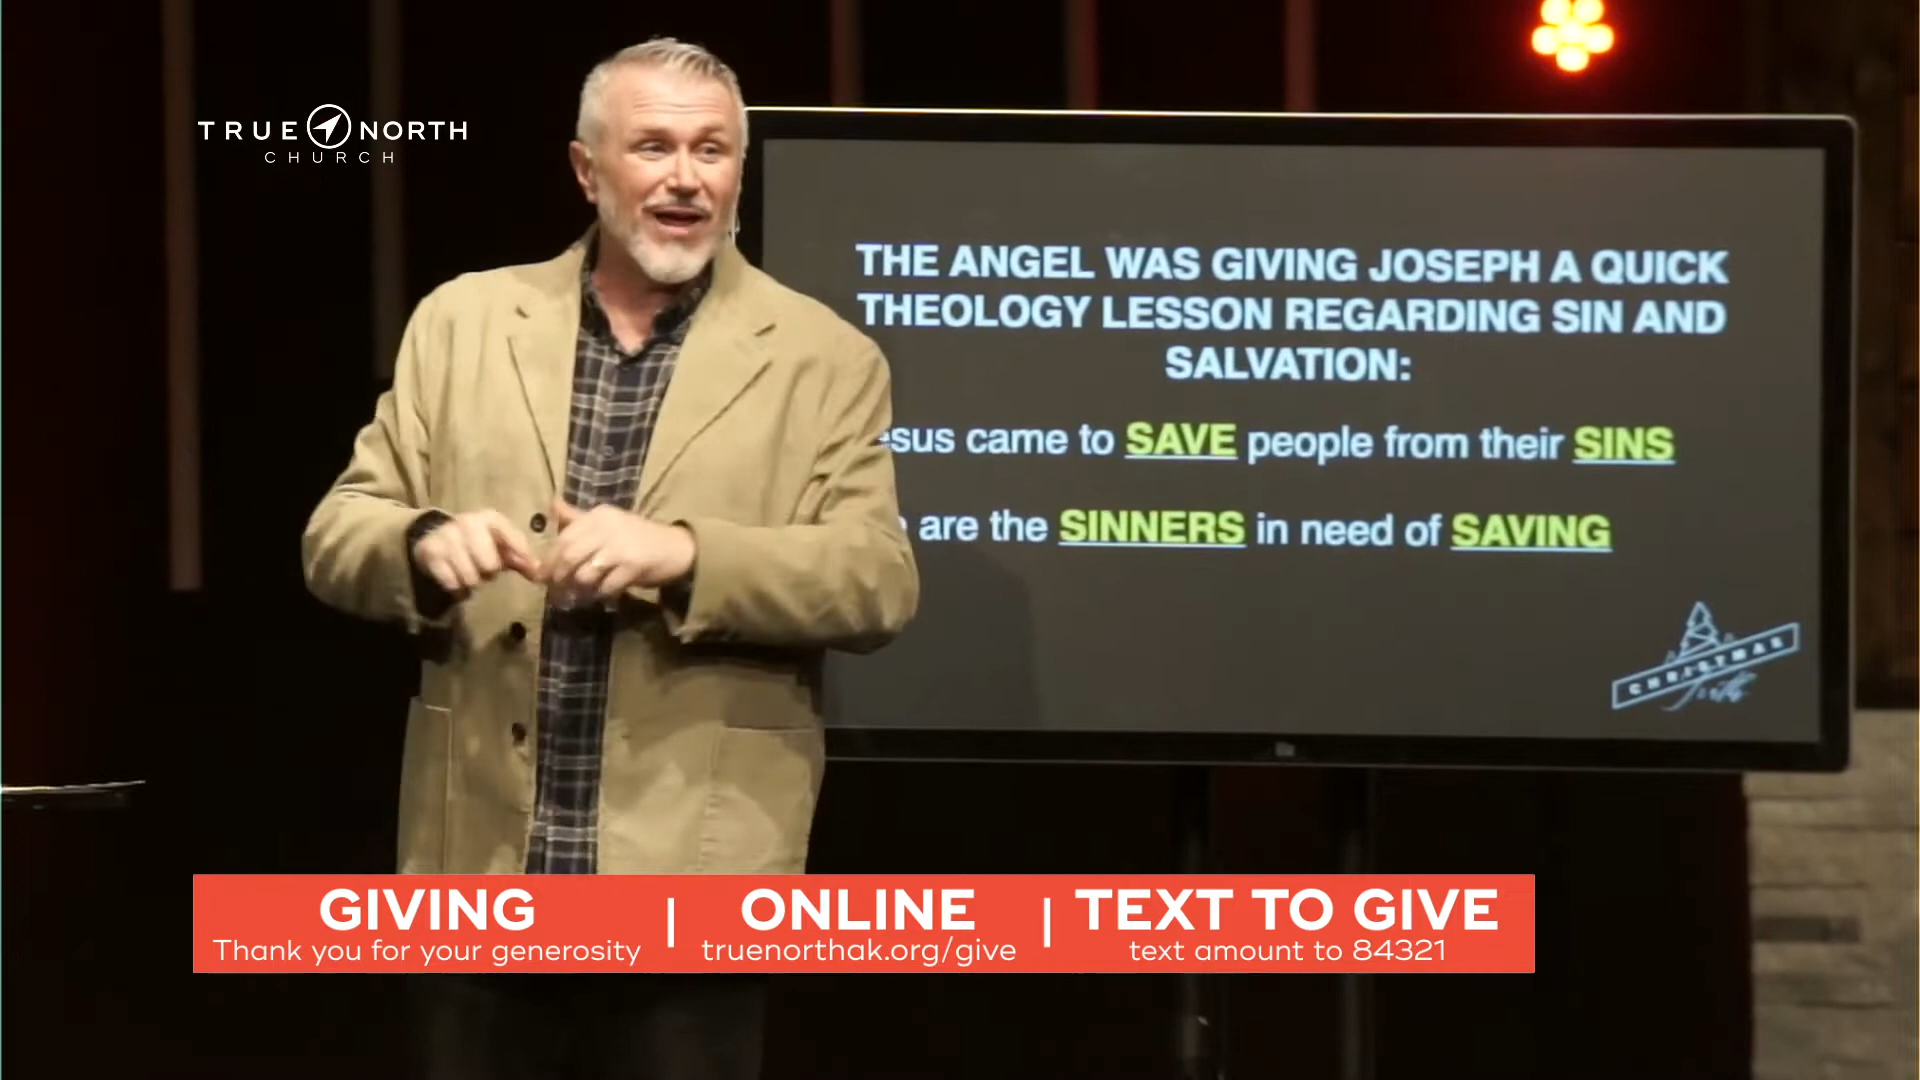 TRUE NORTH
CHURCH
THE ANGEL WAS GIVING JOSEPH A QUICK
THEOLOGY LESSON REGARDING SIN AND
SALVATION:
esus came to SAVE people from their SINS
are the SINNERS in need of SAVING
CHRISTMAS
GIVING | ONLINE | TEXT TO GIVE
Thank you for your generosity truenorthak.org/give text amount to 84321